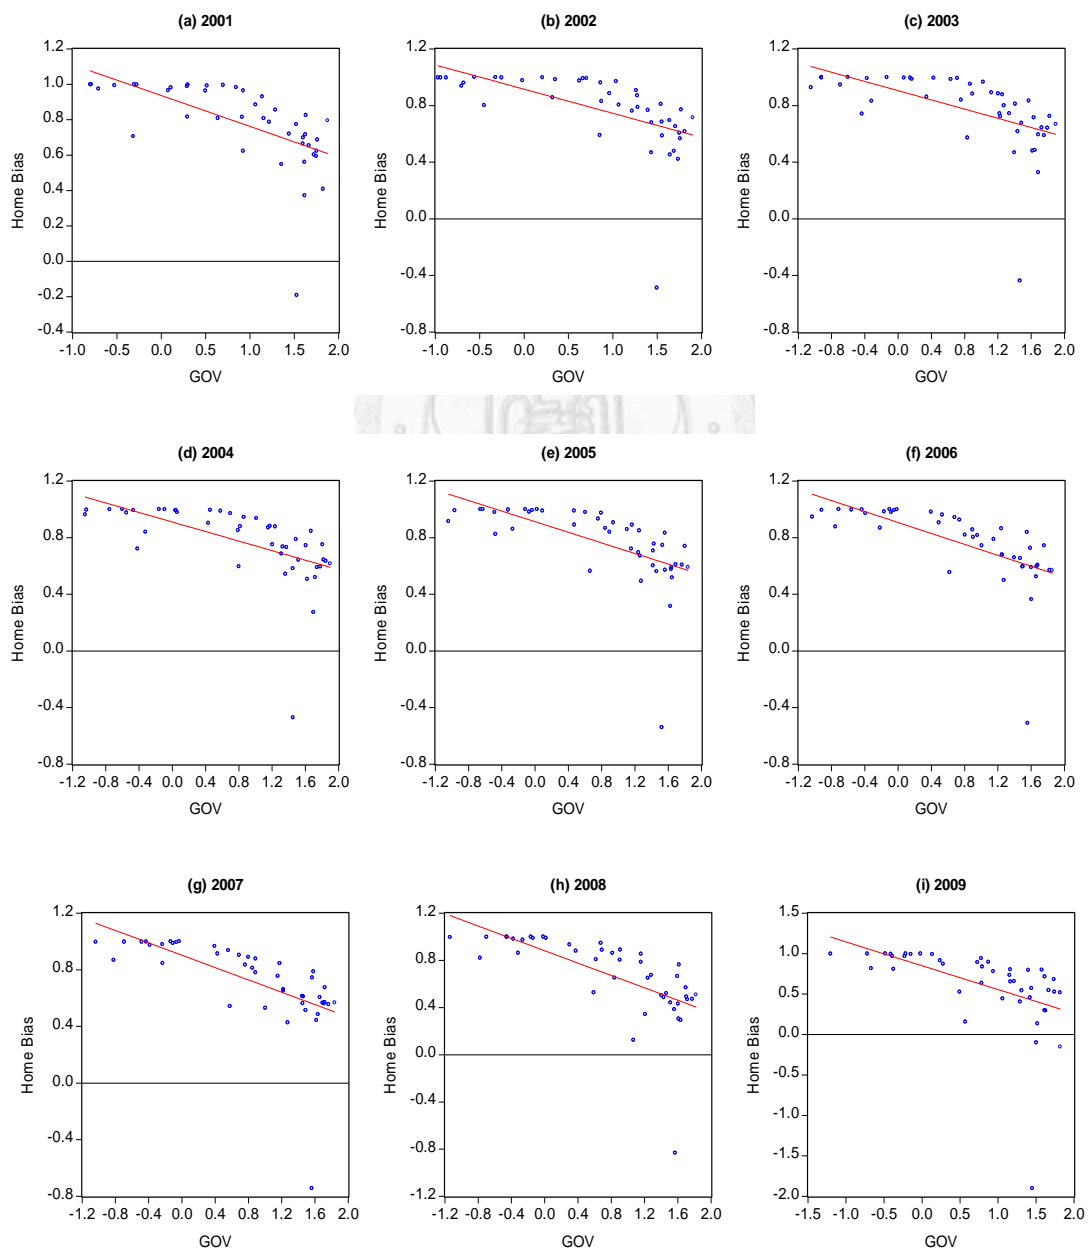 (a) 2001 (b) 2002 (c) 2003
1.2 1.2 1.2
1.0
0.8 0.8 0.8
0.8
0.6 0.4 0.4
0.4
0.2 0.0 0.0
0.0
-0.4 -0.4
-0.2
-0.4 -0.8 -0.8
-1.0 -0.5 0.0 0.5 1.0 1.5 2.0 -1.0 -0.5 0.0 0.5 1.0 1.5 2.0 -1.2 -0.8 -0.4 0.0 0.4 0.8 1.2 1.6 2.0
Home Bias Home Bias Home Bias
GOV GOV GOV
(d) 2004 (e) 2005 (f) 2006
1.2 1.2 1.2
0.8 0.8 0.8
0.4 0.4 0.4
0.0 0.0 0.0
-0.4 -0.4 -0.4
-0.8 -0.8 -0.8
-1.2 -0.8 -0.4 0.0 0.4 0.8 1.2 1.6 2.0 -1.2 -0.8 -0.4 0.0 0.4 0.8 1.2 1.6 2.0 -1.2 -0.8 -0.4 0.0 0.4 0.8 1.2 1.6 2.0
Home Bias Home Bias Home Bias
GOV GOV GOV
(g) 2007 (h) 2008 (i) 2009
1.2 1.2 1.5
0.8 0.8 1.0
0.4 0.4 0.5
0.0 0.0 0.0
-0.4 -0.4 -0.5
-0.8 -0.8 -1.0
-1.2 -1.5
-2.0
-1.2 -0.8 -0.4 0.0 0.4 0.8 1.2 1.6 2.0 -1.2 -0.8 -0.4 0.0 0.4 0.8 1.2 1.6 2.0 -1.5 -1.0 -0.5 0.0 0.5 1.0 1.5 2.0
Home Bias Home Bias Home Bias
GOV GOV GOV